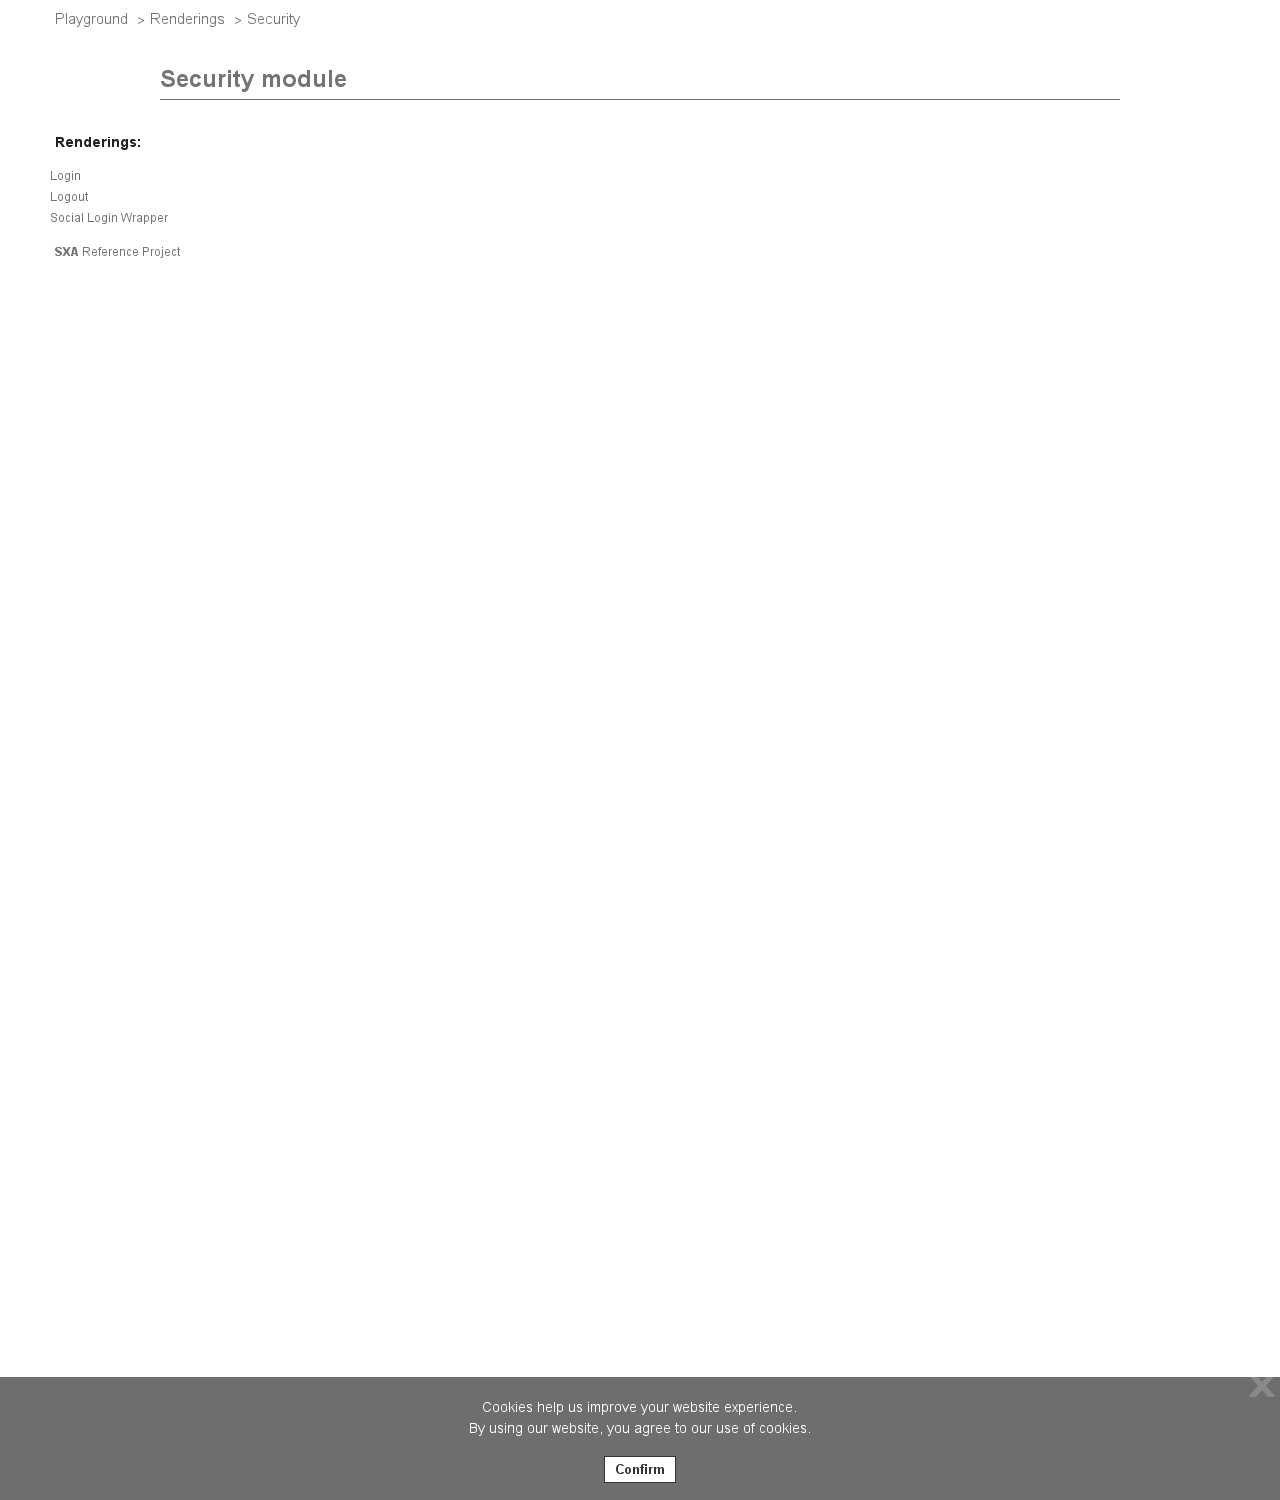 Playground > Renderings > Security
Security module
Renderings:
Login
Logout
Social Login Wrapper
SXA Reference Project
X
Cookies help us improve your website experience.
By using our website, you agree to our use of cookies.
Confirm